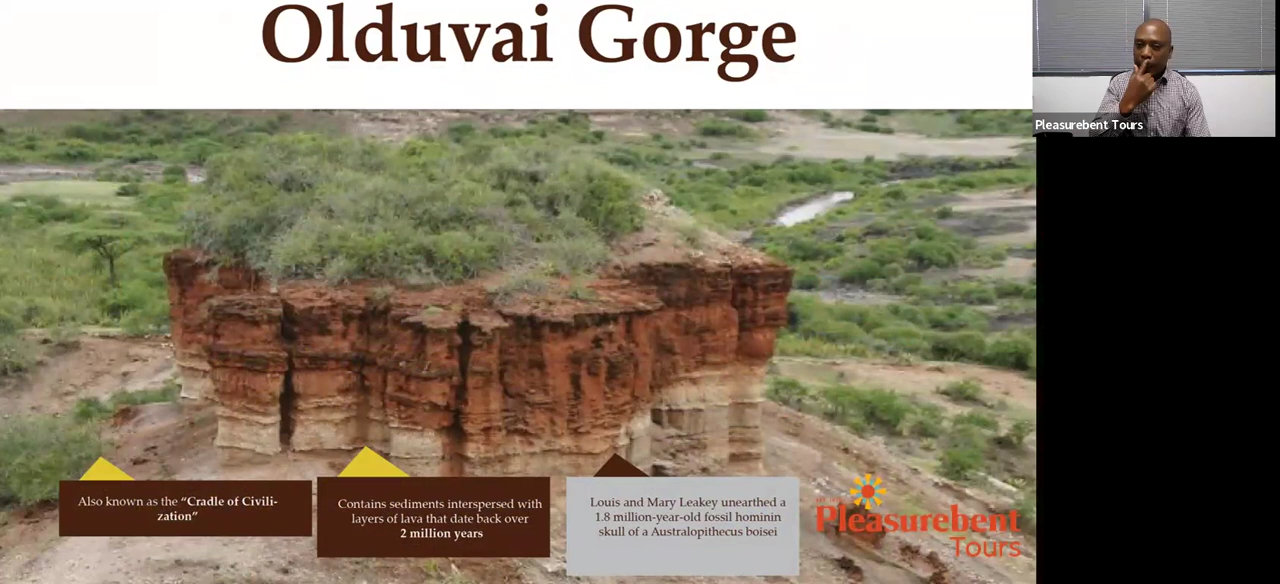 Olduvai Gorge
Pleasurebent Tours
Also known as the “Cradle of Civili-
zation”
Contains sediments interspersed with
layers of lava that date back over
2 million years
Louis and Mary Leakey unearthed a
1.8 million-year-old fossil hominin
skull of a Australopithecus boisei
Pleasurebent
Tours